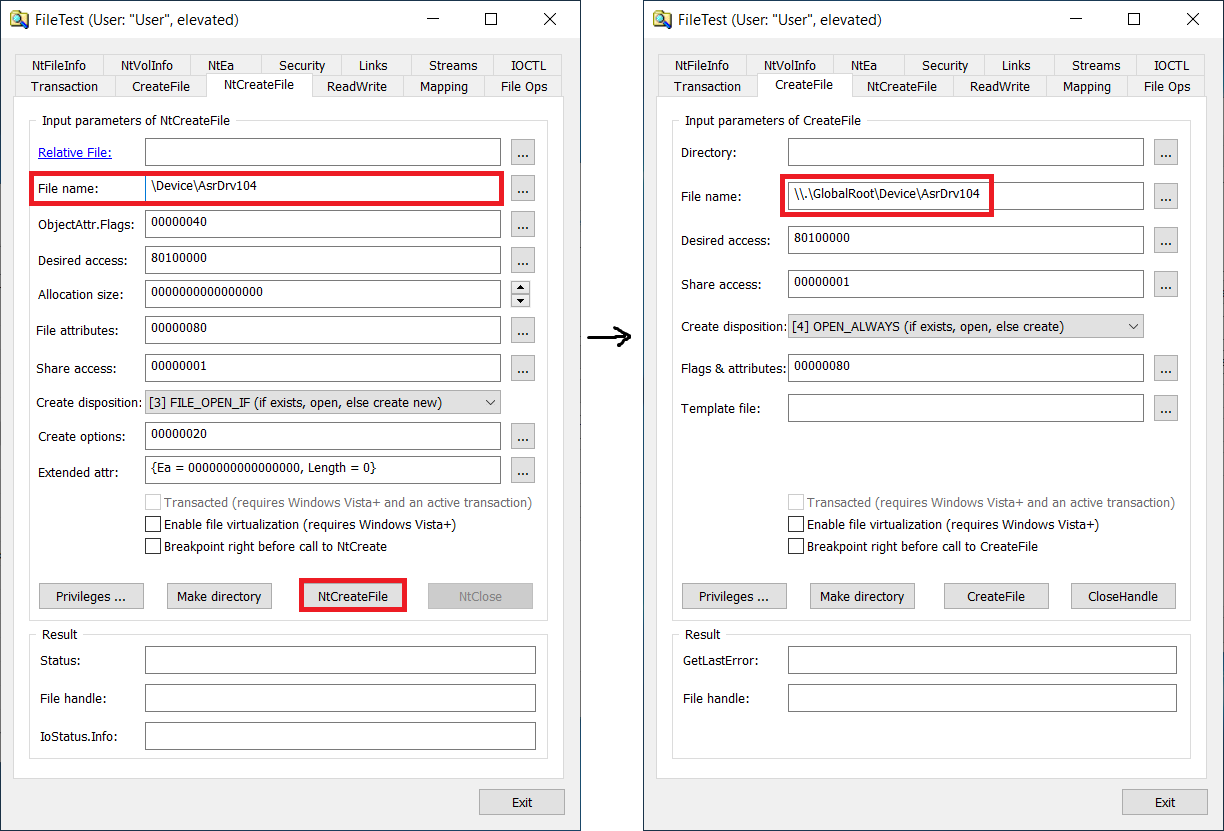 FileTest (User: "User", elevated)
NtFileInfo NtVolInfo NtEa Security Links Streams IOCTL
Transaction CreateFile NtCreateFile ReadWrite Mapping File Ops
Input parameters of NtCreateFile
Relative File: ...
File name: \Device\AsrDrv104 ...
ObjectAttr.Flags: 00000040 ...
Desired access: 80100000 ...
Allocation size: 0000000000000000
File attributes: 00000080 ...
Share access: 00000001 ...
Create disposition: [3] FILE_OPEN_IF (if exists, open, else create new)
Create options: 00000020 ...
Extended attr: {Ea = 0000000000000000, Length = 0} ...
Transacted (requires Windows Vista+ and an active transaction)
Enable file virtualization (requires Windows Vista+)
Breakpoint right before call to NtCreate
Privileges ... Make directory NtCreateFile NtClose
Result
Status:
File handle:
IoStatus.Info:
Exit
FileTest (User: "User", elevated)
NtFileInfo NtVolInfo NtEa Security Links Streams IOCTL
Transaction CreateFile NtCreateFile ReadWrite Mapping File Ops
Input parameters of CreateFile
Directory: ...
File name: \\.\GlobalRoot\Device\AsrDrv104 ...
Desired access: 80100000 ...
Share access: 00000001 ...
Create disposition: [4] OPEN_ALWAYS (if exists, open, else create)
Flags & attributes: 00000080 ...
Template file: ...
Transacted (requires Windows Vista+ and an active transaction)
Enable file virtualization (requires Windows Vista+)
Breakpoint right before call to CreateFile
Privileges ... Make directory CreateFile CloseHandle
Result
GetLastError:
File handle:
Exit